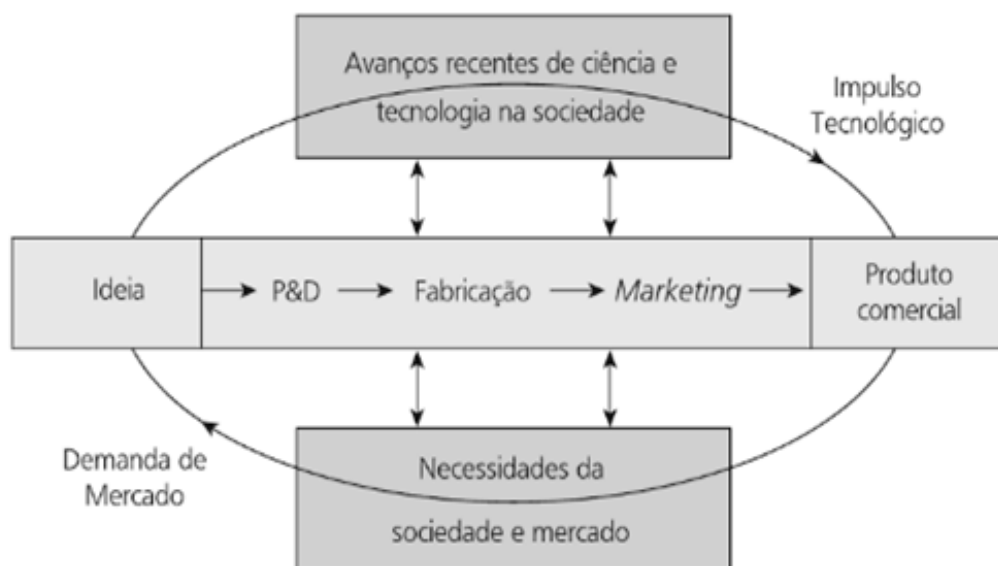 Avanços recentes de ciência e
tecnologia na sociedade
Impulso
Tecnológico
Ideia
P&D
Fabricação
Marketing
Produto
comercial
Demanda de
Mercado
Necessidades da
sociedade e mercado